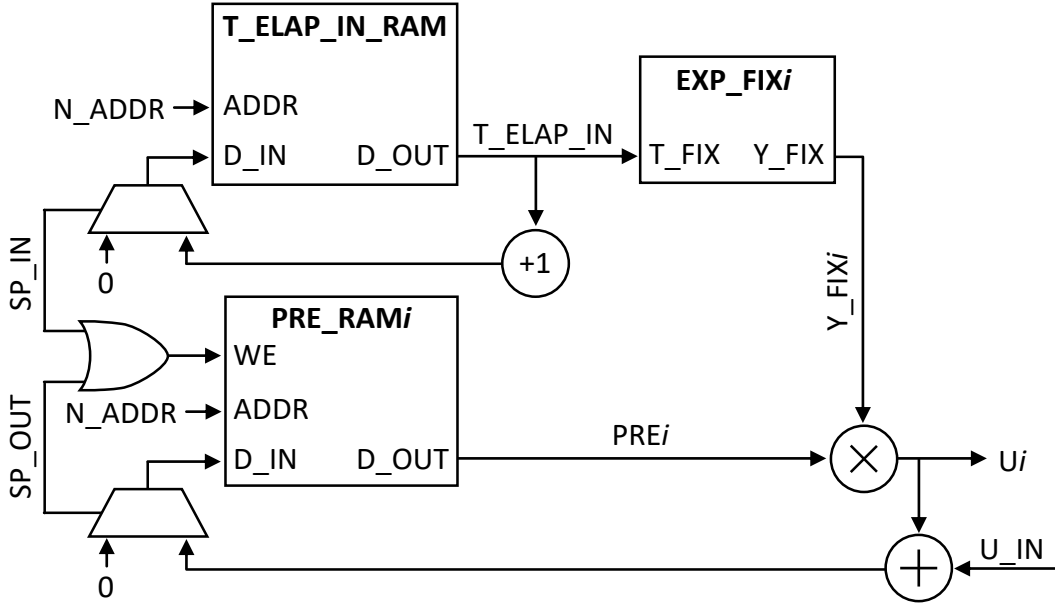 T_ELAP_IN_RAM
N_ADDR
ADDR
D_IN
D_OUT
T_ELAP_IN
EXP_FIXi
T_FIX
Y_FIX
SP_IN
0
+1
Y_FIXi
PRE_RAMi
WE
SP_OUT
N_ADDR
ADDR
D_IN
D_OUT
PREi
Ui
0
U_IN